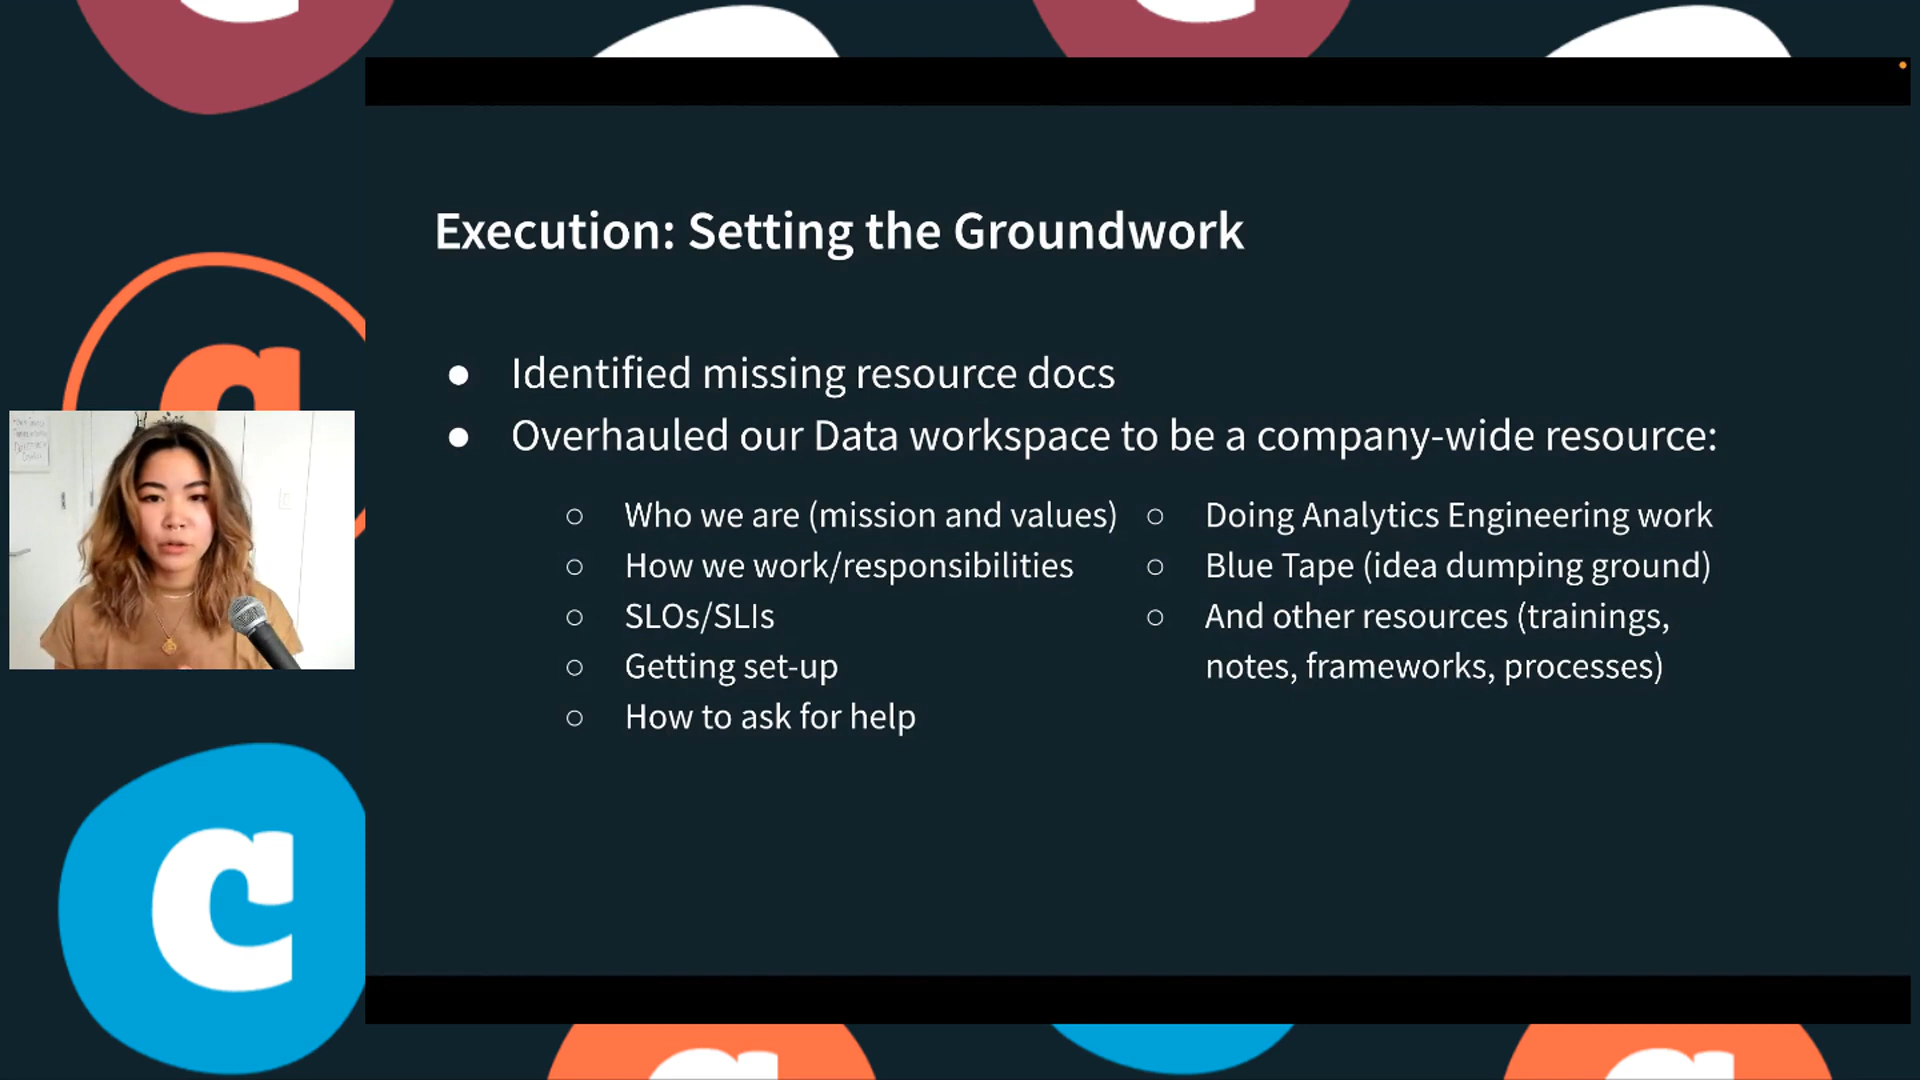 Execution: Setting the Groundwork
● Identified missing resource docs
● Overhauled our Data workspace to be a company-wide resource:
○ Who we are (mission and values)
○ How we work/responsibilities
○ SLOs/SLIs
○ Getting set-up
○ How to ask for help
○ Doing Analytics Engineering work
○ Blue Tape (idea dumping ground)
○ And other resources (trainings,
notes, frameworks, processes)
c